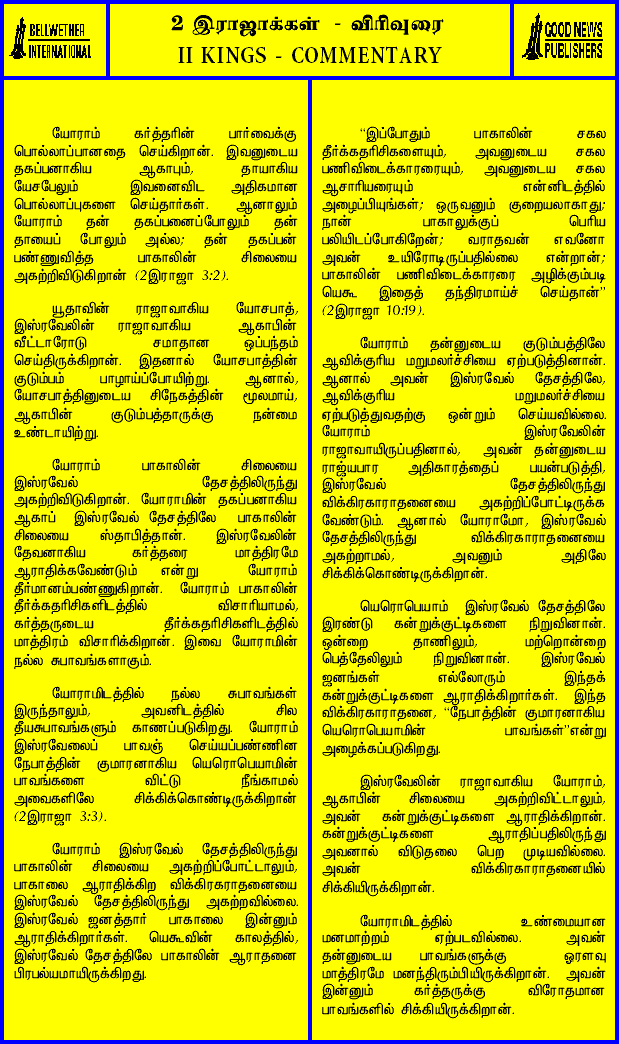 BELLWETHER
INTERNATIONAL
2 இராஜாக்கள் - விரிவுரை
II KINGS - COMMENTARY
GOOD NEWS
PUBLISHERS
யோராம் கர்த்தரின் பார்வைக்கு
பொல்லாப்பானதை செய்கிறான். இவனுடைய
தகப்பனாகிய ஆகாபும், தாயாகிய
யேசபேலும் இவனைவிட அதிகமான
பொல்லாப்புகளை செய்தார்கள். ஆனாலும்
யோராம் தன் தகப்பனைப்போலும் தன்
தாயைப் போலும் அல்ல; தன் தகப்பன்
பண்ணுவித்த பாகாலின் சிலையை
அகற்றிவிடுகிறான் (2இராஜா 3:2).
யூதாவின் ராஜாவாகிய யோசபாத்,
இஸ்ரவேலின் ராஜாவாகிய ஆகாபின்
வீட்டாரோடு சமாதான ஒப்பந்தம்
செய்திருக்கிறான். இதனால் யோசபாத்தின்
குடும்பம் பாழாய்ப்போயிற்று. ஆனால்,
யோசபாத்தினுடைய சிநேகத்தின் மூலமாய்,
ஆகாபின் குடும்பத்தாருக்கு நன்மை
உண்டாயிற்று.
யோராம் பாகாலின் சிலையை
இஸ்ரவேல் தேசத்திலிருந்து
அகற்றிவிடுகிறான். யோராமின் தகப்பனாகிய
ஆகாப் இஸ்ரவேல் தேசத்திலே பாகாலின்
சிலையை ஸ்தாபித்தான். இஸ்ரவேலின்
தேவனாகிய கர்த்தரை மாத்திரமே
ஆராதிக்கவேண்டும் என்று யோராம்
தீர்மானம்பண்ணுகிறான். யோராம் பாகாலின்
தீர்க்கதரிசிகளிடத்தில் விசாரியாமல்,
கர்த்தருடைய தீர்க்கதரிசிகளிடத்தில்
மாத்திரம் விசாரிக்கிறான். இவை யோராமின்
நல்ல சுபாவங்களாகும்.
யோராமிடத்தில் நல்ல சுபாவங்கள்
இருந்தாலும், அவனிடத்தில் சில
தீயசுபாவங்களும் காணப்படுகிறது. யோராம்
இஸ்ரவேலைப் பாவஞ் செய்யப்பண்ணின
நேபாத்தின் குமாரனாகிய யெரொபெயாமின்
பாவங்களை விட்டு நீங்காமல்
அவைகளிலே சிக்கிக்கொண்டிருக்கிறான்
(2இராஜா 3:3).
யோராம் இஸ்ரவேல் தேசத்திலிருந்து
பாகாலின் சிலையை அகற்றிப்போட்டாலும்,
பாகாலை ஆராதிக்கிற விக்கிரகராதனையை
இஸ்ரவேல் தேசத்திலிருந்து அகற்றவில்லை.
இஸ்ரவேல் ஜனத்தார் பாகாலை இன்னும்
ஆராதிக்கிறார்கள். யெகூவின் காலத்தில்,
இஸ்ரவேல் தேசத்திலே பாகாலின் ஆராதனை
பிரபல்யமாயிருக்கிறது.
“இப்போதும் பாகாலின் சகல
தீர்க்கதரிசிகளையும், அவனுடைய சகல
பணிவிடைக்காரரையும், அவனுடைய சகல
ஆசாரியரையும் என்னிடத்தில்
அழைப்பியுங்கள்; ஒருவனும் குறையலாகாது;
நான் பாகாலுக்குப் பெரிய
பலியிடப்போகிறேன்; வராதவன் எவனோ
அவன் உயிரோடிருப்பதில்லை என்றான்;
பாகாலின் பணிவிடைக்காரரை அழிக்கும்படி
யெகூ இதைத் தந்திரமாய்ச் செய்தான்”
(2இராஜா 10:19).
யோராம் தன்னுடைய குடும்பத்திலே
ஆவிக்குரிய மறுமலர்ச்சியை ஏற்படுத்தினான்.
ஆனால் அவன் இஸ்ரவேல் தேசத்திலே,
ஆவிக்குரிய மறுமலர்ச்சியை
ஏற்படுத்துவதற்கு ஒன்றும் செய்யவில்லை.
யோராம் இஸ்ரவேலின்
ராஜாவாயிருப்பதினால், அவன் தன்னுடைய
ராஜ்யபார அதிகாரத்தைப் பயன்படுத்தி,
இஸ்ரவேல் தேசத்திலிருந்து
விக்கிரகாராதனையை அகற்றிப்போட்டிருக்க
வேண்டும். ஆனால் யோராமோ, இஸ்ரவேல்
தேசத்திலிருந்து விக்கிரகாராதனையை
அகற்றாமல், அவனும் அதிலே
சிக்கிக்கொண்டிருக்கிறான்.
யெரொபெயாம் இஸ்ரவேல் தேசத்திலே
இரண்டு கன்றுக்குட்டிகளை நிறுவினான்.
ஒன்றை தாணிலும், மற்றொன்றை
பெத்தேலிலும் நிறுவினான். இஸ்ரவேல்
ஜனங்கள் எல்லோரும் இந்தக்
கன்றுக்குட்டிகளை ஆராதிக்கிறார்கள். இந்த
விக்கிரகாராதனை, “நேபாத்தின் குமாரனாகிய
யெரொபெயாமின் பாவங்கள்”என்று
அழைக்கப்படுகிறது.
இஸ்ரவேலின் ராஜாவாகிய யோராம்,
ஆகாபின் சிலையை அகற்றிவிட்டாலும்,
அவன் கன்றுக்குட்டிகளை ஆராதிக்கிறான்.
கன்றுக்குட்டிகளை ஆராதிப்பதிலிருந்து
அவனால் விடுதலை பெற முடியவில்லை.
அவன் விக்கிரகாராதனையில்
சிக்கியிருக்கிறான்.
யோராமிடத்தில் உண்மையான
மனமாற்றம் ஏற்படவில்லை. அவன்
தன்னுடைய பாவங்களுக்கு ஓரளவு
மாத்திரமே மனந்திரும்பியிருக்கிறான். அவன்
இன்னும் கர்த்தருக்கு விரோதமான
பாவங்களில் சிக்கியிருக்கிறான்.